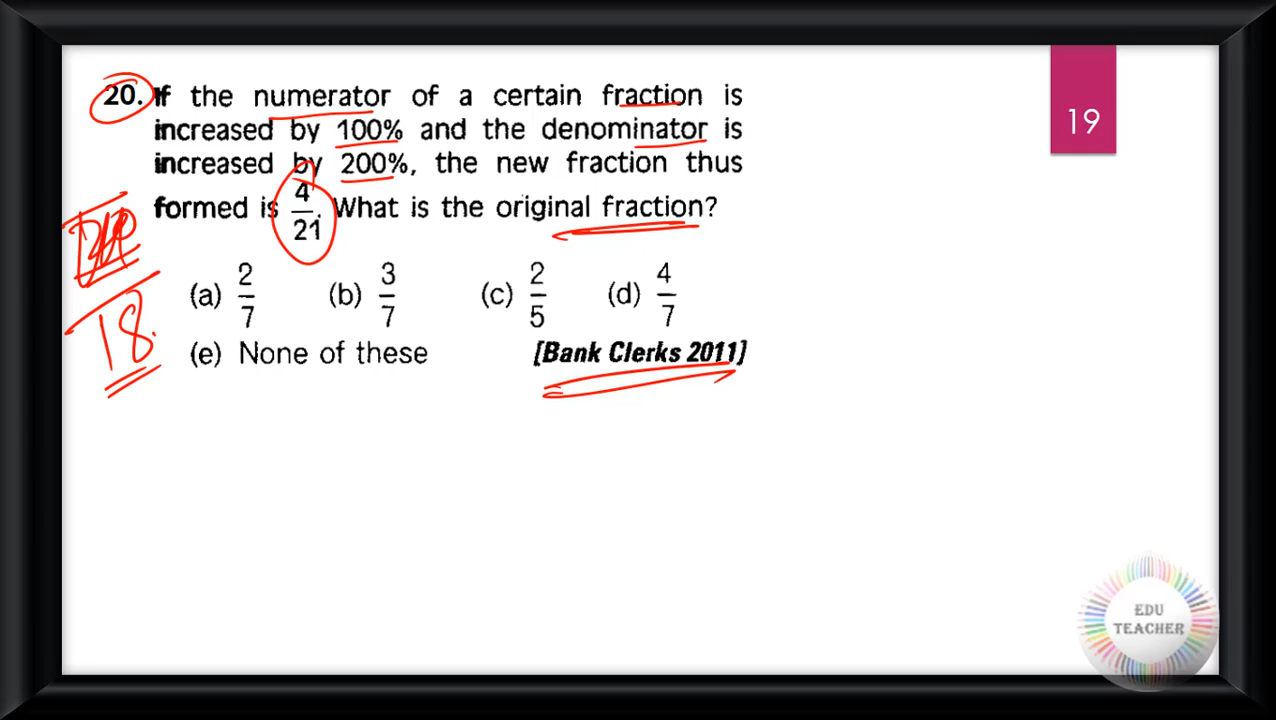 19
20. If the numerator of a certain fraction is
increased by 100% and the denominator is
increased by 200%, the new fraction thus
formed is 4/21. What is the original fraction?
(a) 2/7 (b) 3/7 (c) 2/5 (d) 4/7
(e) None of these [Bank Clerks 2011]
18
EDU
TEACHER